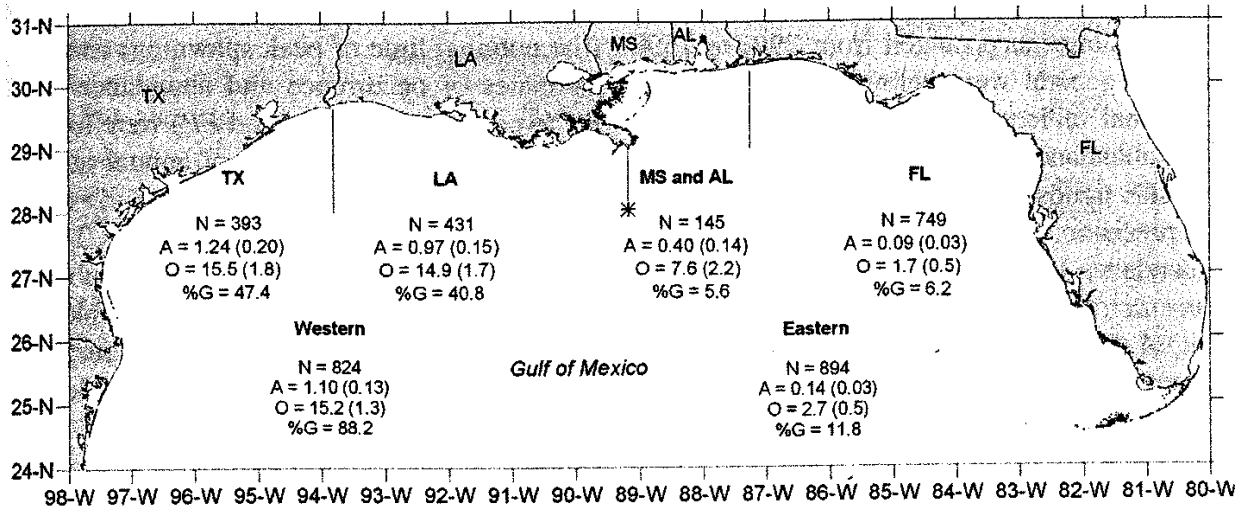 31-N
30-N
29-N
28-N
27-N
26-N
25-N
24-N
TX
LA
MS
AL
FL
TX
N = 393
A = 1.24 (0.20)
O = 15.5 (1.8)
%G = 47.4
LA
N = 431
A = 0.97 (0.15)
O = 14.9 (1.7)
%G = 40.8
MS and AL
N = 145
A = 0.40 (0.14)
O = 7.6 (2.2)
%G = 5.6
FL
N = 749
A = 0.09 (0.03)
O = 1.7 (0.5)
%G = 6.2
Western
N = 824
A = 1.10 (0.13)
O = 15.2 (1.3)
%G = 88.2
Gulf of Mexico
Eastern
N = 894
A = 0.14 (0.03)
O = 2.7 (0.5)
%G = 11.8
98-W 97-W 96-W 95-W 94-W 93-W 92-W 91-W 90-W 89-W 88-W 87-W 86-W 85-W 84-W 83-W 82-W 81-W 80-W